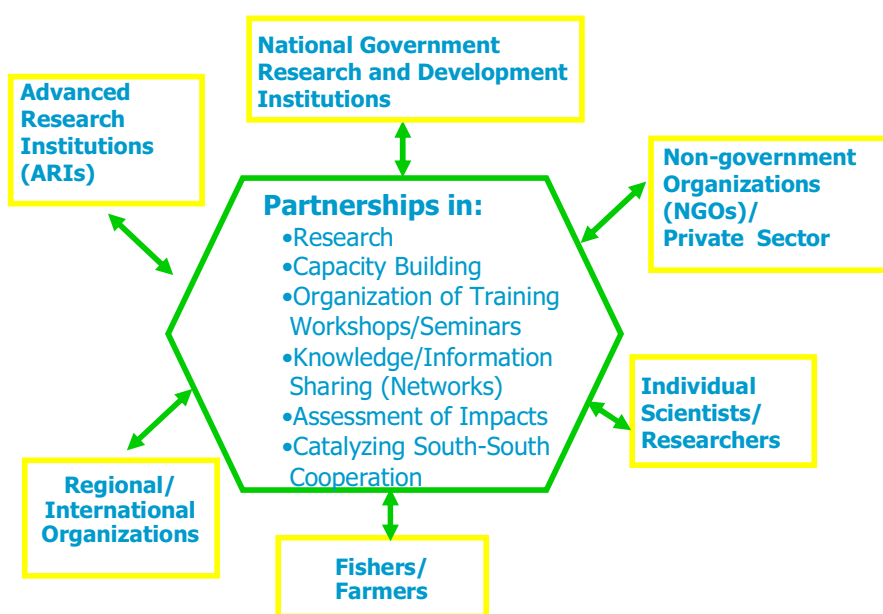 National Government
Research and Development
Institutions
Advanced
Research
Institutions
(ARIs)
Non-government
Organizations
(NGOs)/
Private Sector
Partnerships in:
•Research
•Capacity Building
•Organization of Training
Workshops/Seminars
•Knowledge/Information
Sharing (Networks)
•Assessment of Impacts
•Catalyzing South-South
Cooperation
Individual
Scientists/
Researchers
Regional/
International
Organizations
Fishers/
Farmers